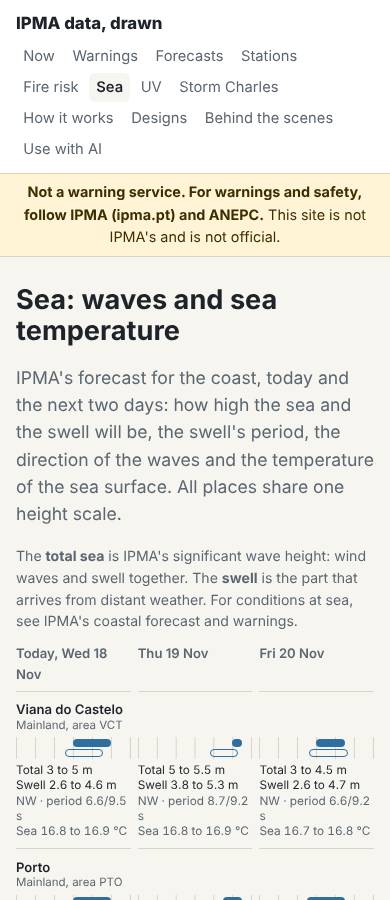 IPMA data, drawn
Now Warnings Forecasts Stations
Fire risk Sea UV Storm Charles
How it works Designs Behind the scenes
Use with AI
Not a warning service. For warnings and safety,
follow IPMA (ipma.pt) and ANEPC. This site is not
IPMA's and is not official.
Sea: waves and sea
temperature
IPMA's forecast for the coast, today and
the next two days: how high the sea and
the swell will be, the swell's period, the
direction of the waves and the temperature
of the sea surface. All places share one
height scale.
The total sea is IPMA's significant wave height: wind
waves and swell together. The swell is the part that
arrives from distant weather. For conditions at sea,
see IPMA's coastal forecast and warnings.
Today, Wed 18 Thu 19 Nov Fri 20 Nov
Nov
Viana do Castelo
Mainland, area VCT
Total 3 to 5 m Total 5 to 5.5 m Total 3 to 4.5 m
Swell 2.6 to 4.6 m Swell 3.8 to 5.3 m Swell 2.6 to 4.7 m
NW · period 6.6/9.5 NW · period 8.7/9.2 NW · period 6.6/9.2
s s s
Sea 16.8 to 16.9 °C Sea 16.8 to 16.9 °C Sea 16.7 to 16.8 °C
Porto
Mainland, area PTO